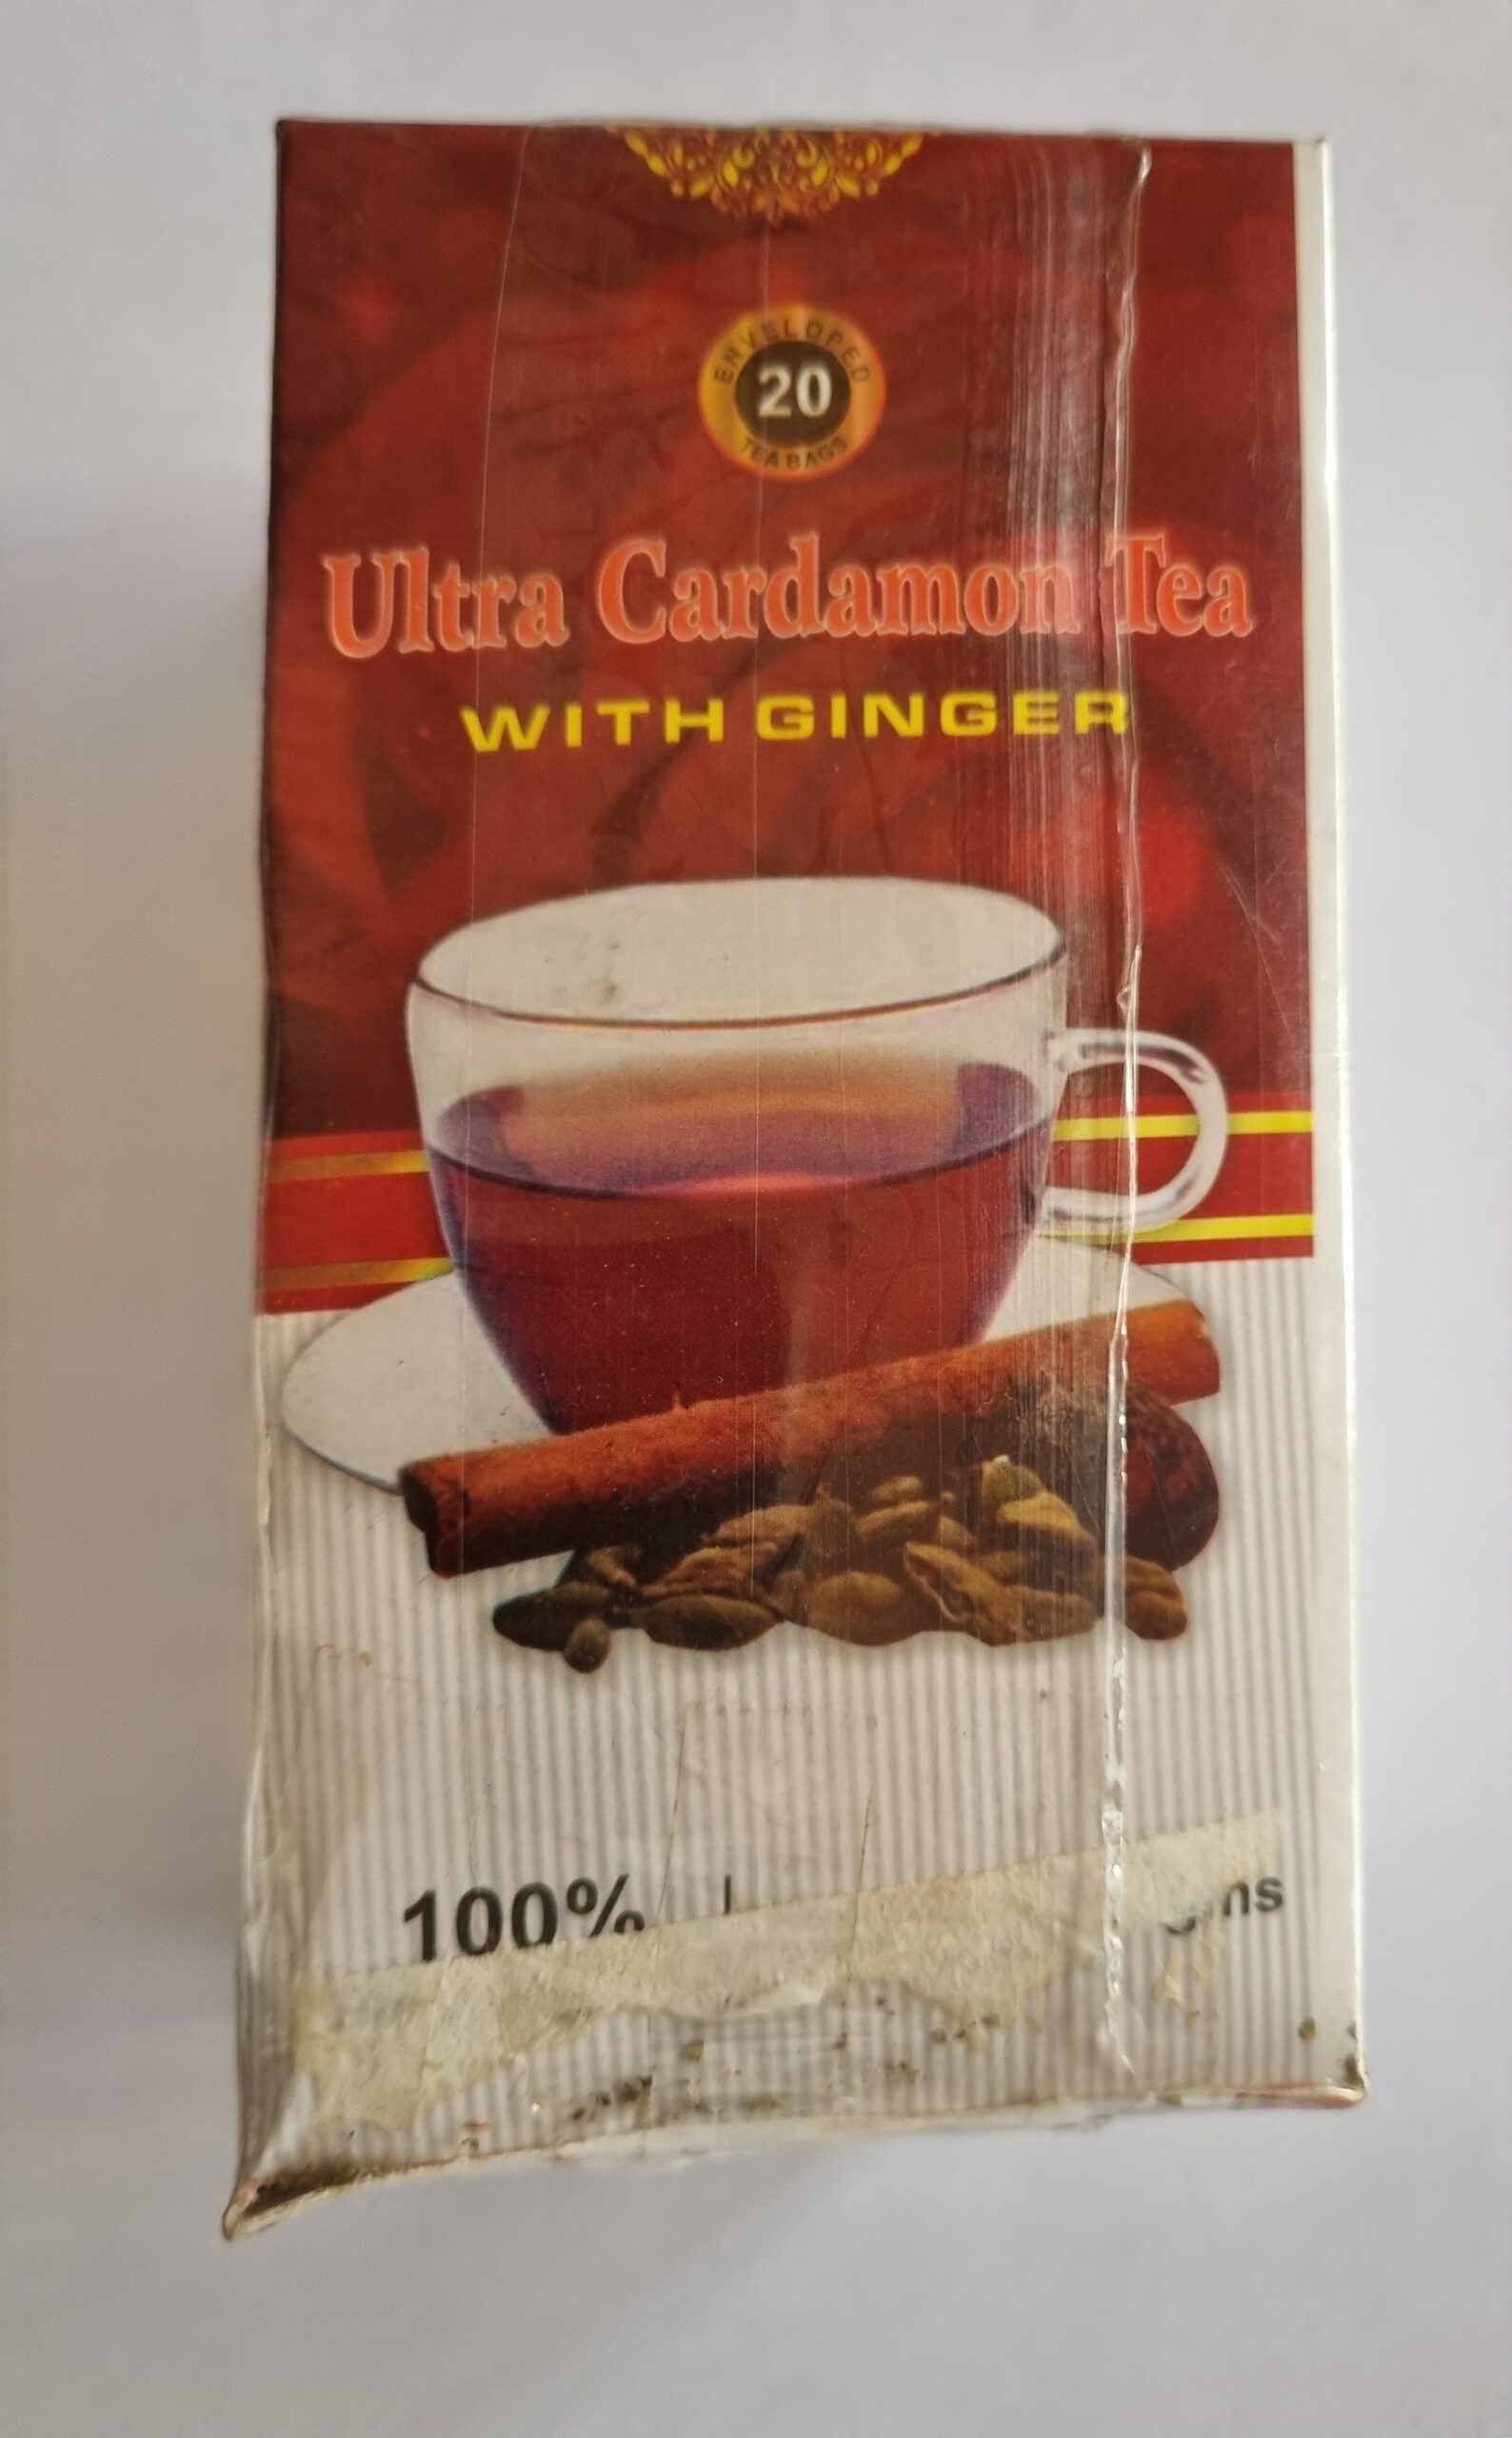 ENVELOPED
20
TEA BAGS
Ultra Cardamon Tea
WITH GINGER
100%